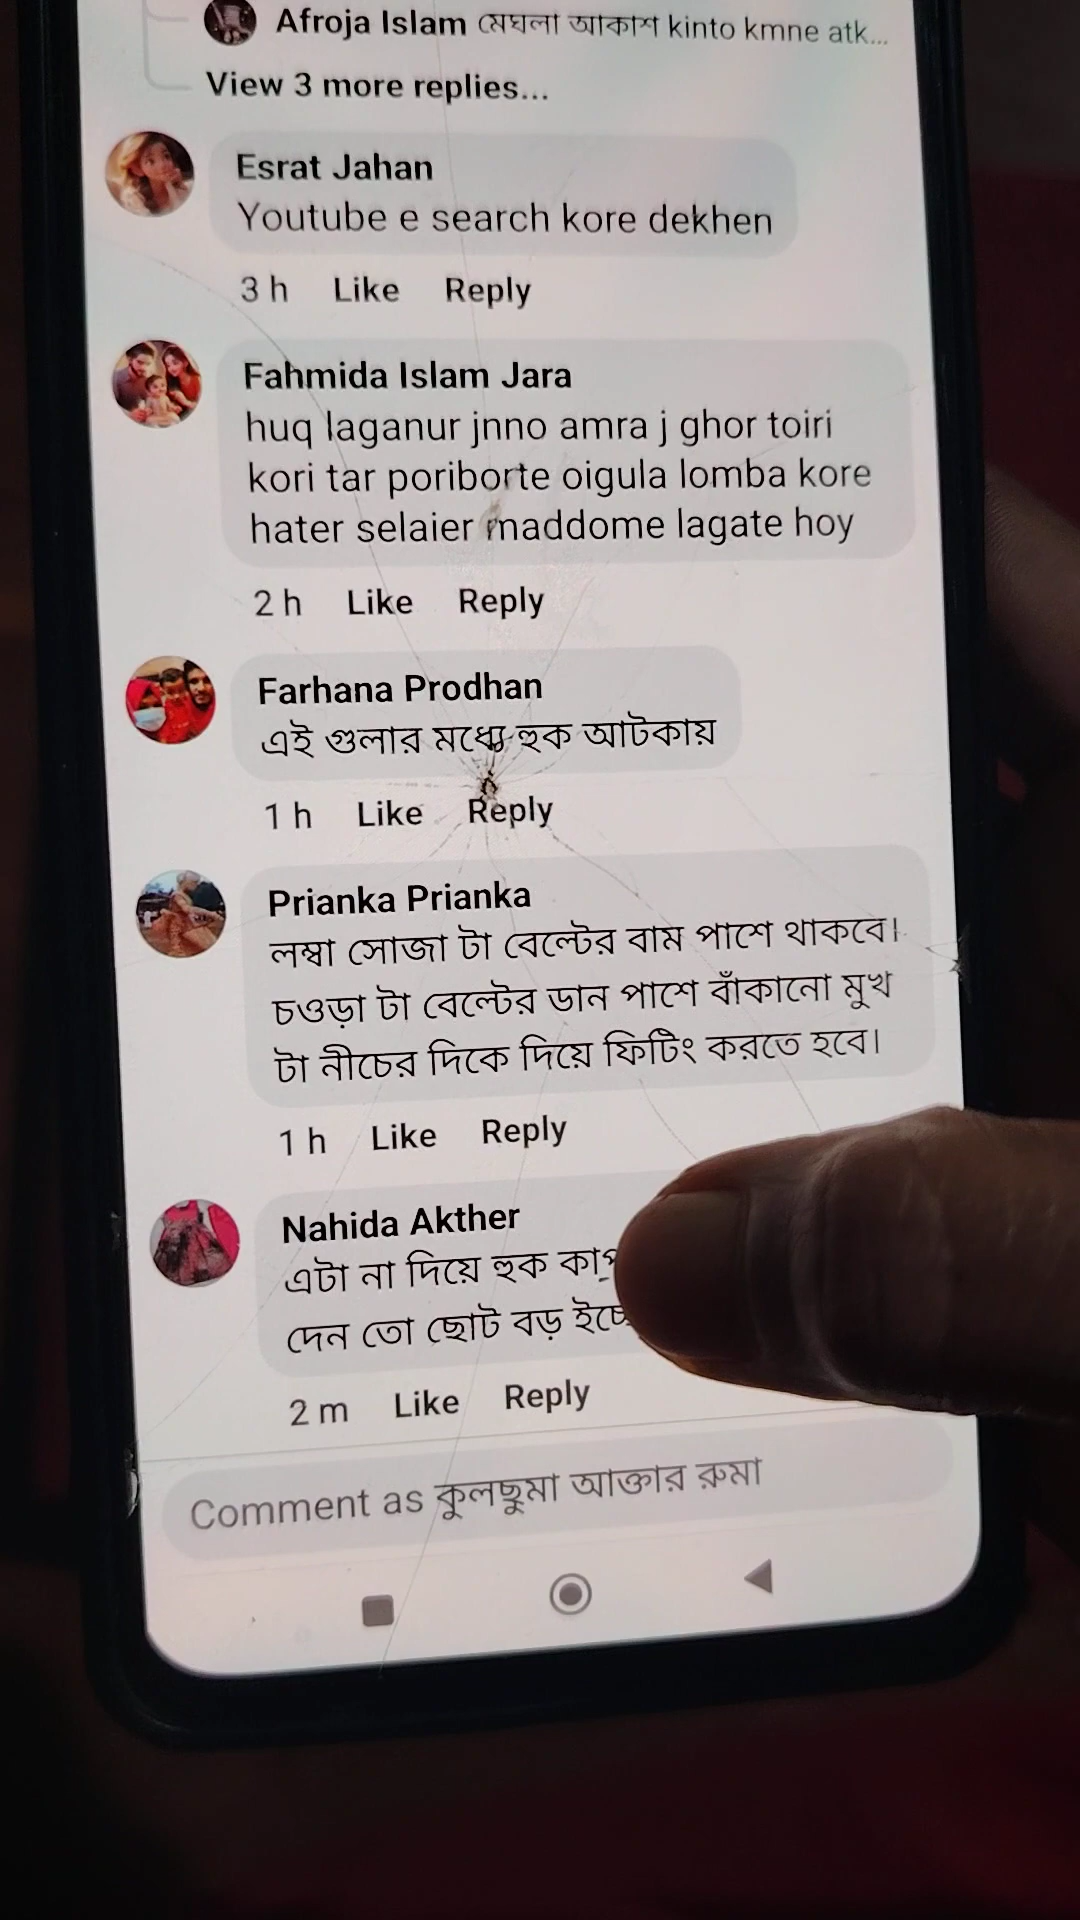 Afroja Islam মেঘলা আকাশ kinto kmne atk...
View 3 more replies...
Esrat Jahan
Youtube e search kore dekhen
3 h Like Reply
Fahmida Islam Jara
huq laganur jnno amra j ghor toiri
kori tar poriborte oigula lomba kore
hater selaier maddome lagate hoy
2 h Like Reply
Farhana Prodhan
এই গুলার মধ্যে হুক আটকায়
1 h Like Reply
Prianka Prianka
লম্বা সোজা টা বেল্টের বাম পাশে থাকবে।
চওড়া টা বেল্টের ডান পাশে বাঁকানো মুখ
টা নীচের দিকে দিয়ে ফিটিং করতে হবে।
1 h Like Reply
Nahida Akther
এটা না দিয়ে হুক
দেন তো ছোট বড়
2 m Like Reply
Comment as কুলছুমা আক্তার রুমা